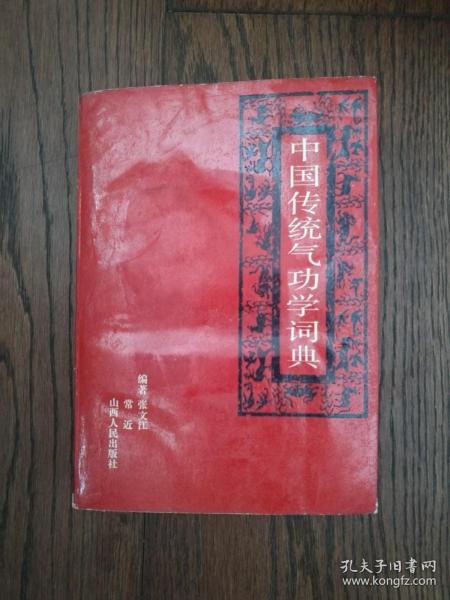 中国传统气功学词典
编著 张文江
常近
山西人民出版社
孔夫子旧书网
www.kongfz.com